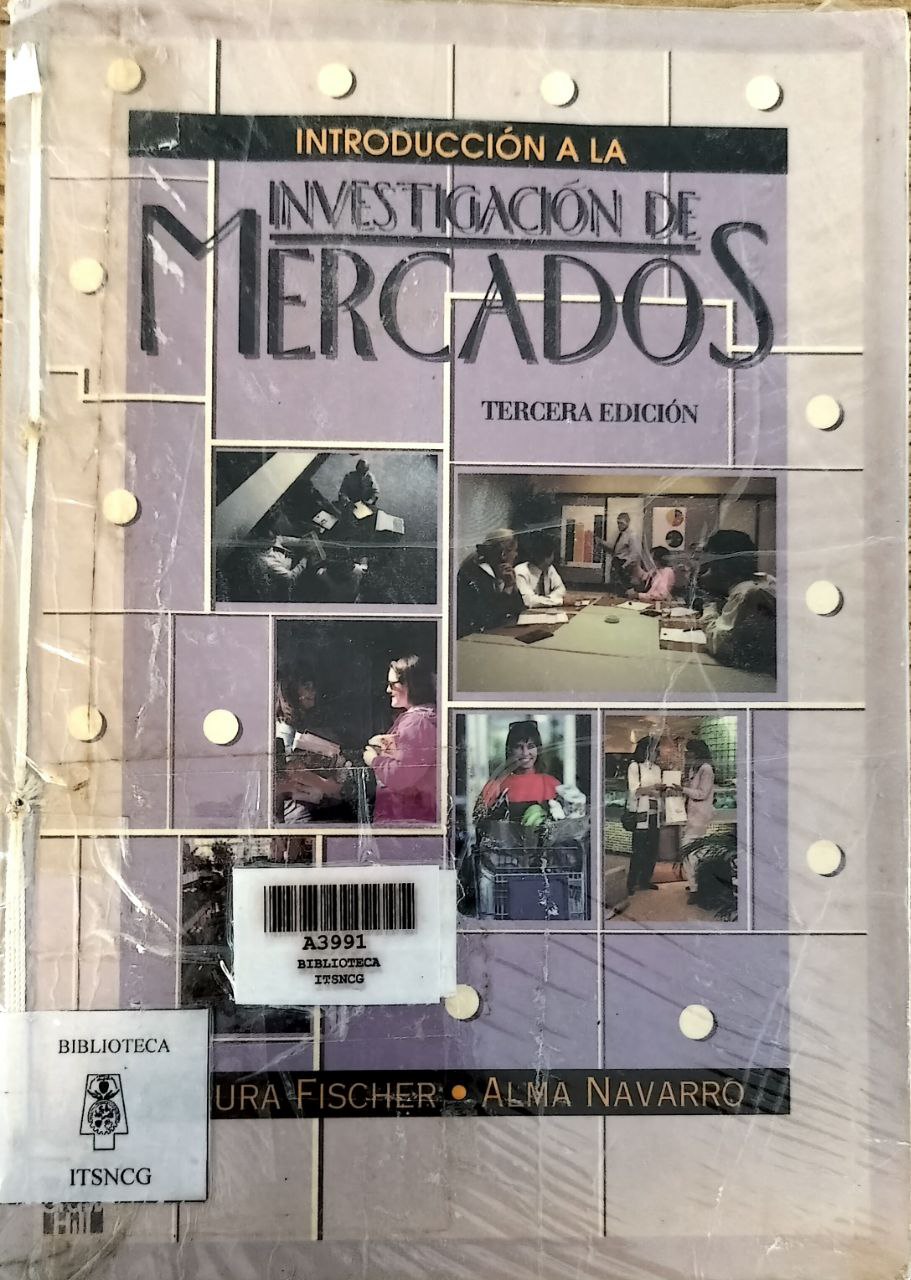 INTRODUCCIÓN A LA
INVESTIGACIÓN DE
MERCADOS
TERCERA EDICIÓN
A3991
BIBLIOTECA
ITSNCG
BIBLIOTECA
ITSNCG
URA FISCHER • ALMA NAVARRO